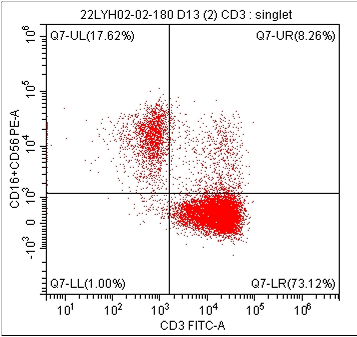 22LYH02-02-180 D13 (2) CD3 : singlet
Q7-UL(17.62%)
Q7-UR(8.26%)
10^6
10^5
10^4
10^3
0
-10^3
CD16+CD56 PE-A
Q7-LL(1.00%)
Q7-LR(73.12%)
10^1
10^2
10^3
10^4
10^5
10^6
CD3 FITC-A